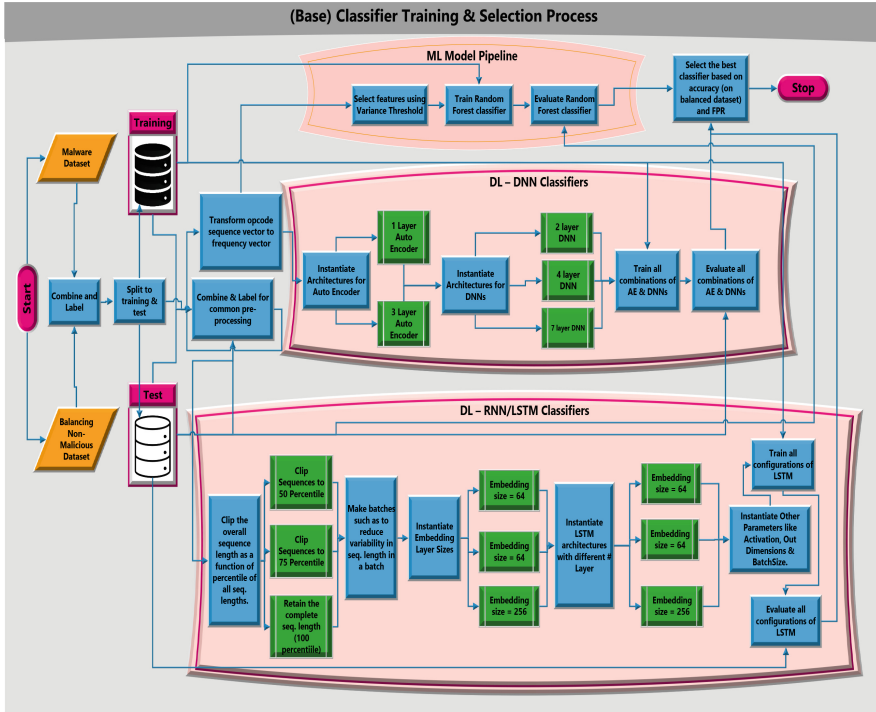 (Base) Classifier Training & Selection Process
ML Model Pipeline
Select features using
Variance Threshold
Train Random
Forest classifier
Evaluate Random
Forest classifier
Select the best
classifier based on
accuracy (on
balanced dataset)
and FPR
Stop
Training
Malware
Dataset
Start
Combine and
Label
Split to
training &
test
Transform opcode
sequence vector to
frequency vector
Combine & Label for
common pre-
processing
Test
Balancing
Non-
Malicious
Dataset
DL – DNN Classifiers
Instantiate
Architectures for
Auto Encoder
1 Layer
Auto
Encoder
3 Layer
Auto
Encoder
Instantiate
Architectures for
DNNs
2 layer
DNN
4 layer
DNN
7 layer DNN
Train all
combinations of
AE & DNNs
Evaluate all
combinations of
AE & DNNs
DL – RNN/LSTM Classifiers
Clip the
overall
sequence
length as a
function of
percentile of
all seq.
lengths.
Clip
Sequences to
50 Percentile
Clip
Sequences to
75 Percentile
Retain the
complete
seq. length
(100
percentiile)
Make batches
such as to
reduce
variability in
seq. length in
a batch
Instantiate
Embedding
Layer Sizes
Embedding
size = 64
Embedding
size = 64
Embedding
size = 256
Instantiate
LSTM
architectures
with different #
Layer
Embedding
size = 64
Embedding
size = 64
Embedding
size = 256
Train all
configurations of
LSTM
Instantiate Other
Parameters like
Activation, Out
Dimensions &
BatchSize.
Evaluate all
configurations of
LSTM